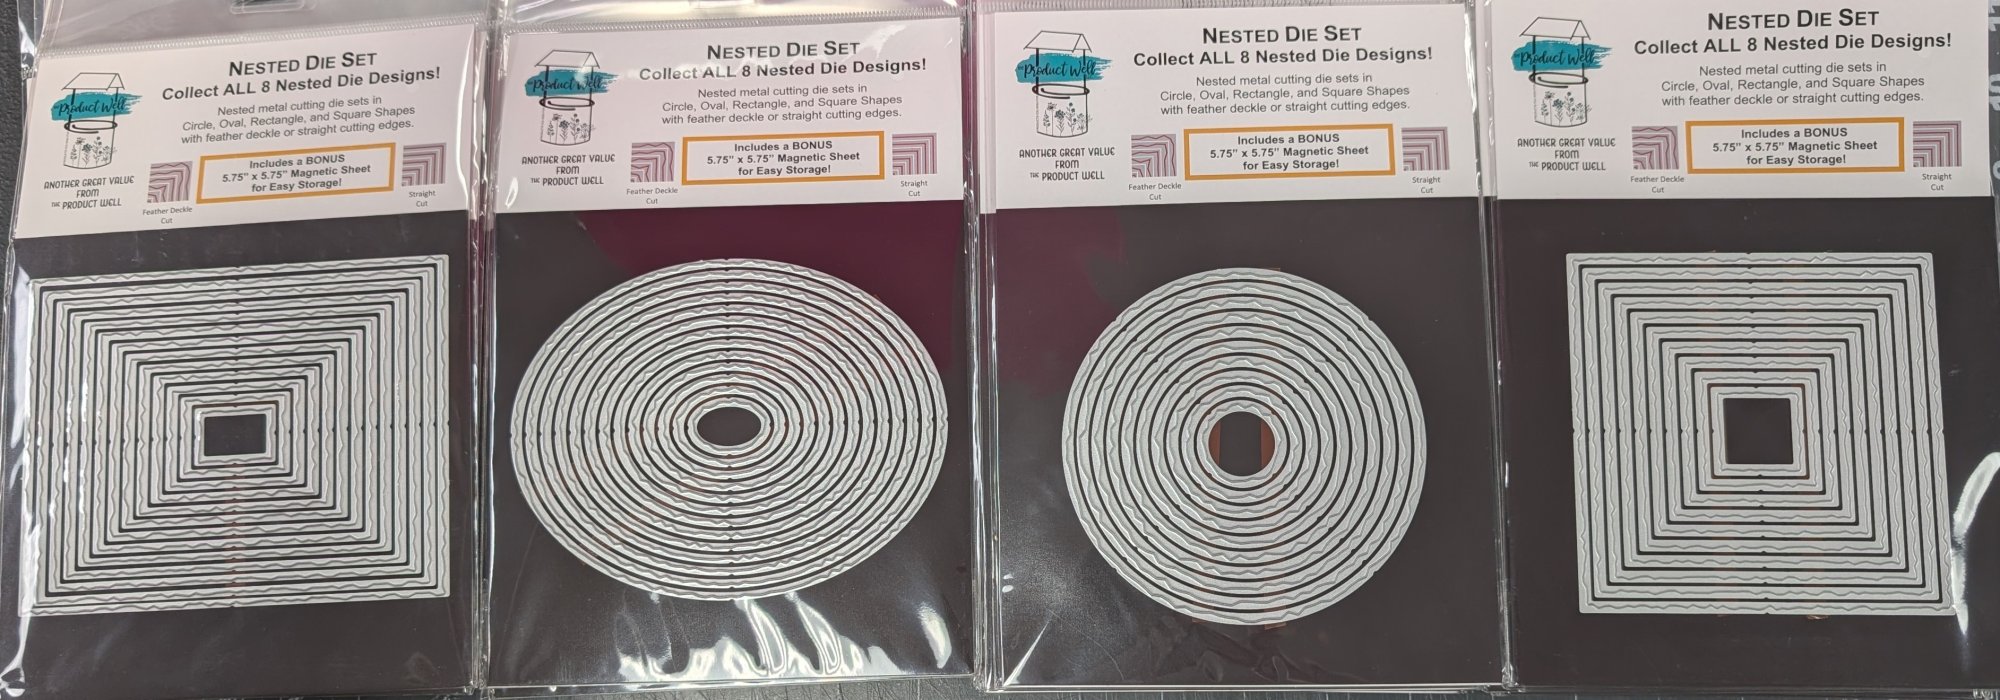 Product Well
ANOTHER GREAT VALUE
FROM
THE PRODUCT WELL
NESTED DIE SET
Collect ALL 8 Nested Die Designs!
Nested metal cutting die sets in
Circle, Oval, Rectangle, and Square Shapes
with feather deckle or straight cutting edges.
Feather Deckle
Cut
Includes a BONUS
5.75" x 5.75" Magnetic Sheet
for Easy Storage!
Straight
Cut
Product Well
ANOTHER GREAT VALUE
FROM
THE PRODUCT WELL
NESTED DIE SET
Collect ALL 8 Nested Die Designs!
Nested metal cutting die sets in
Circle, Oval, Rectangle, and Square Shapes
with feather deckle or straight cutting edges.
Feather Deckle
Cut
Includes a BONUS
5.75" x 5.75" Magnetic Sheet
for Easy Storage!
Straight
Cut
Product Well
ANOTHER GREAT VALUE
FROM
THE PRODUCT WELL
NESTED DIE SET
Collect ALL 8 Nested Die Designs!
Nested metal cutting die sets in
Circle, Oval, Rectangle, and Square Shapes
with feather deckle or straight cutting edges.
Feather Deckle
Cut
Includes a BONUS
5.75" x 5.75" Magnetic Sheet
for Easy Storage!
Straight
Cut
Product Well
ANOTHER GREAT VALUE
FROM
THE PRODUCT WELL
NESTED DIE SET
Collect ALL 8 Nested Die Designs!
Nested metal cutting die sets in
Circle, Oval, Rectangle, and Square Shapes
with feather deckle or straight cutting edges.
Feather Deckle
Cut
Includes a BONUS
5.75" x 5.75" Magnetic Sheet
for Easy Storage!
Straight
Cut